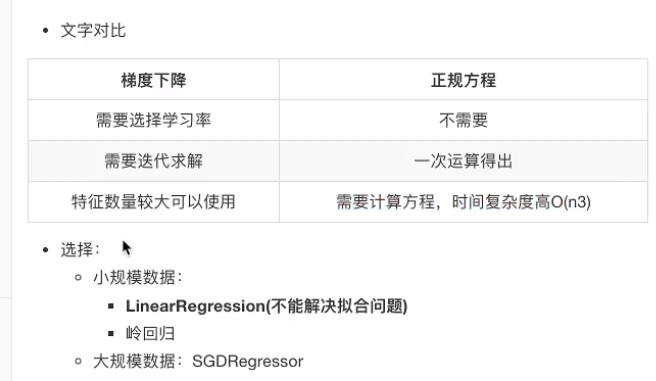 文字对比
梯度下降 正规方程
需要选择学习率 不需要
需要迭代求解 一次运算得出
特征数量较大可以使用 需要计算方程，时间复杂度高O(n3)
选择：
小规模数据：
LinearRegression(不能解决拟合问题)
岭回归
大规模数据：SGDRegressor